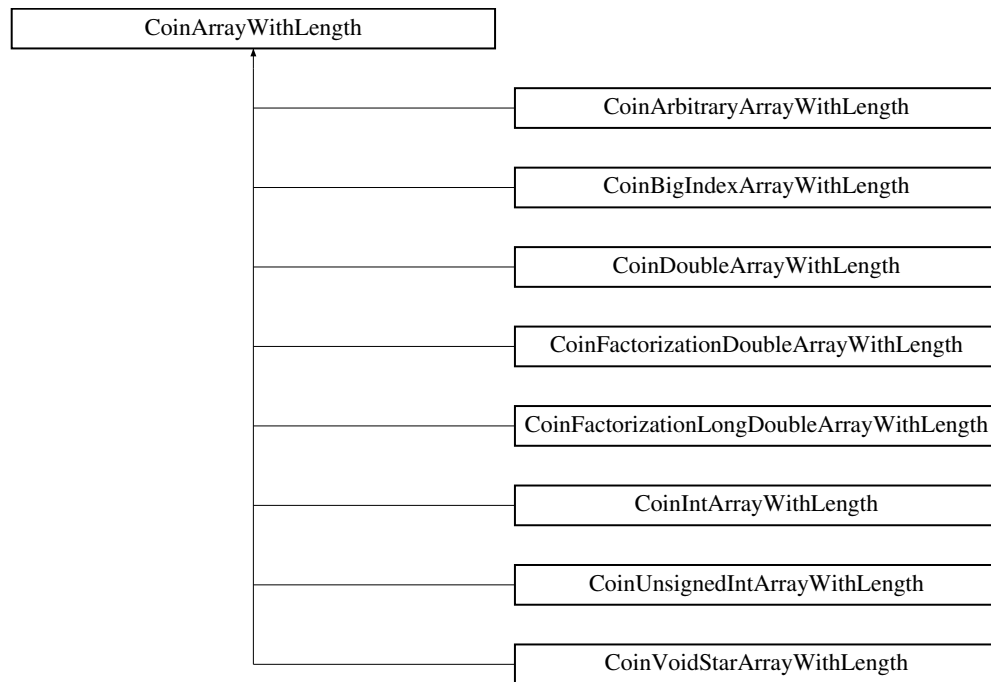 CoinArrayWithLength
CoinArbitraryArrayWithLength
CoinBigIndexArrayWithLength
CoinDoubleArrayWithLength
CoinFactorizationDoubleArrayWithLength
CoinFactorizationLongDoubleArrayWithLength
CoinIntArrayWithLength
CoinUnsignedIntArrayWithLength
CoinVoidStarArrayWithLength